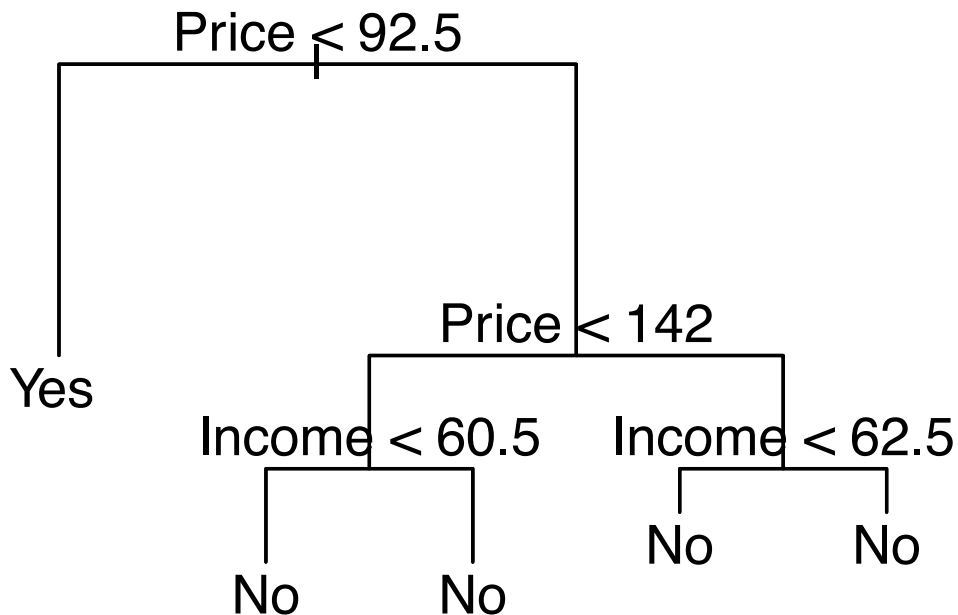 Price < 92.5
Price < 142
Yes
Income < 60.5
Income < 62.5
No
No
No
No